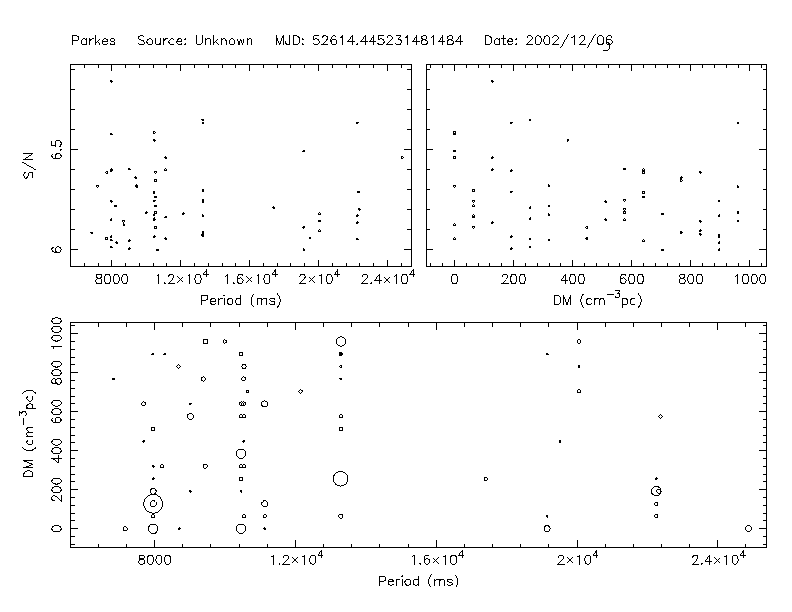 Parkes Source: Unknown MJD: 52614.445231481484 Date: 2002/12/05
S/N
6.5
6
8000 1.2×10⁴ 1.6×10⁴ 2×10⁴ 2.4×10⁴
Period (ms)
0 200 400 600 800 1000
DM (cm⁻³pc)
DM (cm⁻³pc)
1000
800
600
400
200
0
8000 1.2×10⁴ 1.6×10⁴ 2×10⁴ 2.4×10⁴
Period (ms)